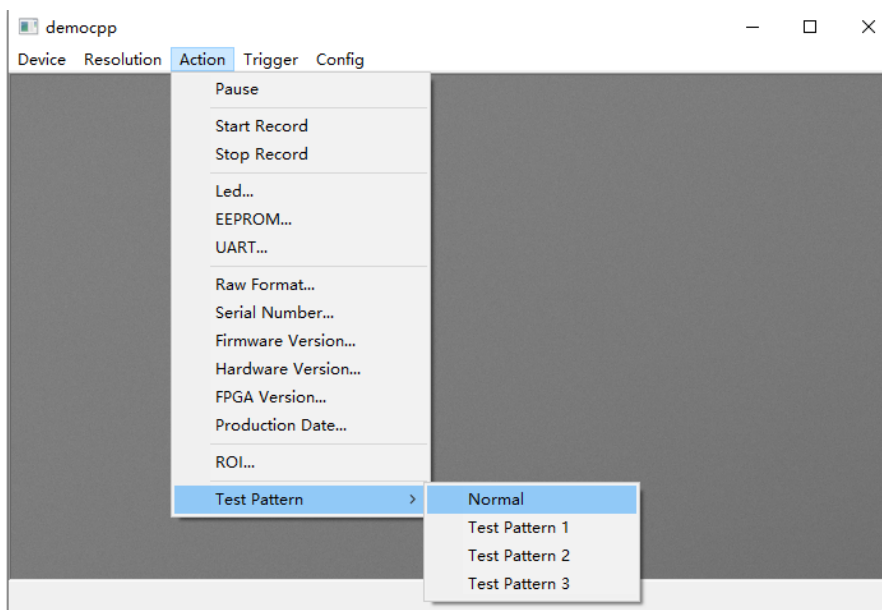 democpp
Device Resolution Action Trigger Config
Pause
Start Record
Stop Record
Led...
EEPROM...
UART...
Raw Format...
Serial Number...
Firmware Version...
Hardware Version...
FPGA Version...
Production Date...
ROI...
Test Pattern
Normal
Test Pattern 1
Test Pattern 2
Test Pattern 3